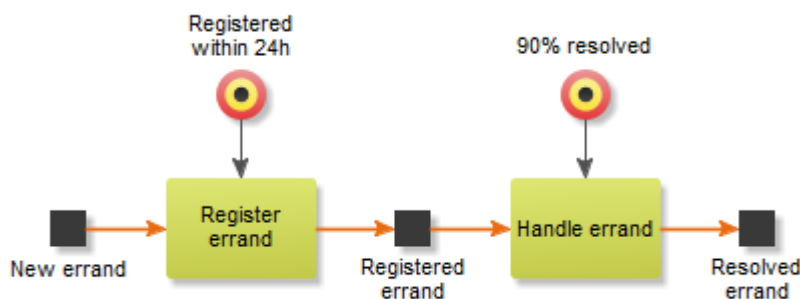 Registered
within 24h
90% resolved
Register
errand
Handle errand
New errand
Registered
errand
Resolved
errand